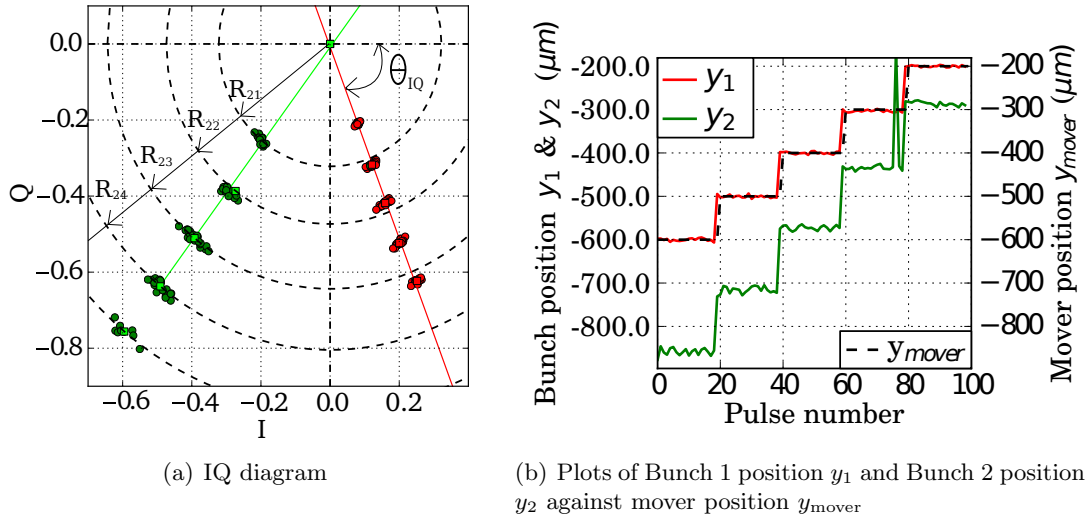 0.0
−0.2
−0.4
−0.6
−0.8
Q
R21
R22
R23
R24
θIQ
−0.6 −0.4 −0.2 0.0 0.2
I
(a) IQ diagram
Bunch position y1 & y2 (μm)
-200.0
-300.0
-400.0
-500.0
-600.0
-700.0
-800.0
y1
y2
ymover
0 20 40 60 80 100
Pulse number
−200
−300
−400
−500
−600
−700
−800
Mover position ymover (μm)
(b) Plots of Bunch 1 position y1 and Bunch 2 position
y2 against mover position ymover